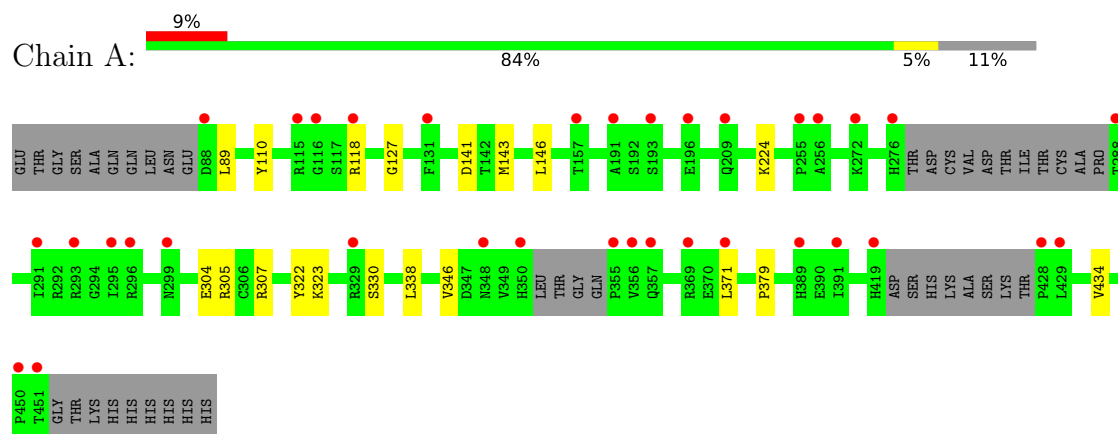 9%
Chain A:
84% 5% 11%
GLU THR GLY SER ALA GLN GLN LEU ASN GLU D88 L89 Y110 R115 G116 S117 R118 G127 F131 D141 T142 M143 L146 T157 A191 S192 S193 E196 Q209 K224 P255 A256 K272 H276 THR ASP CYS VAL ASP THR ILE THR CYS ALA PRO T288
I291 R292 R293 G294 I295 R296 N299 E304 R305 C306 R307 Y322 K323 R329 S330 L338 V346 D347 N348 V349 H350 LEU THR GLY GLN P355 V356 Q357 R369 E370 L371 P379 H389 E390 I391 H419 ASP SER HIS LYS ALA SER LYS THR P428 L429 V434
P450 T451 GLY THR LYS HIS HIS HIS HIS HIS HIS